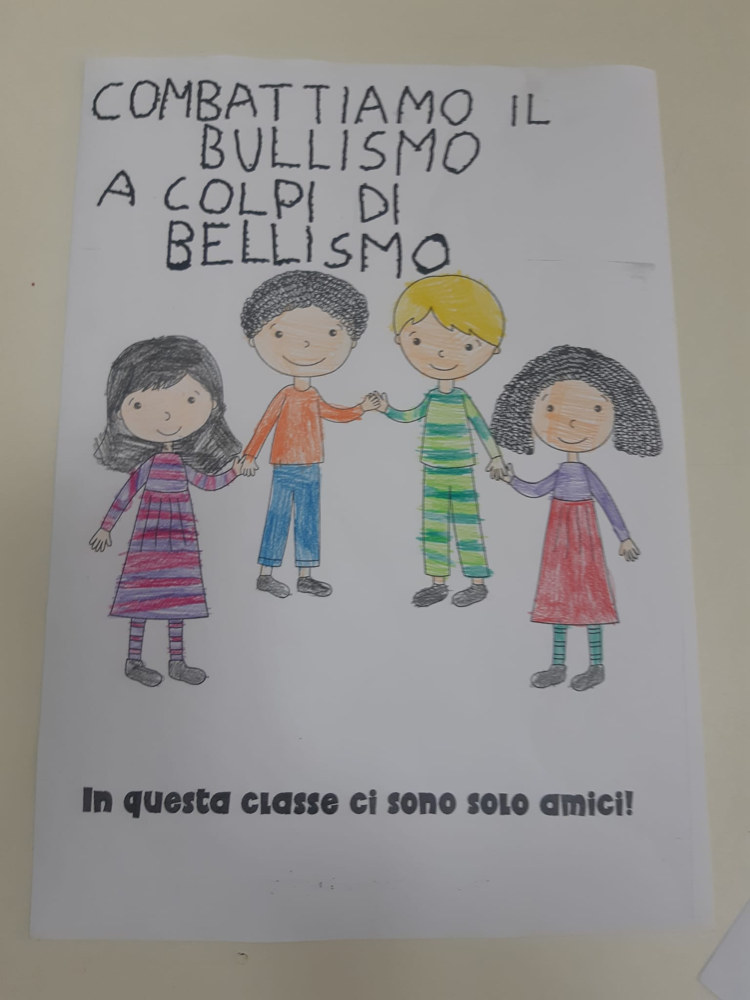 COMBATTIAMO IL
BULLISMO
A COLPI DI
BELLISMO
In questa classe ci sono solo amici!